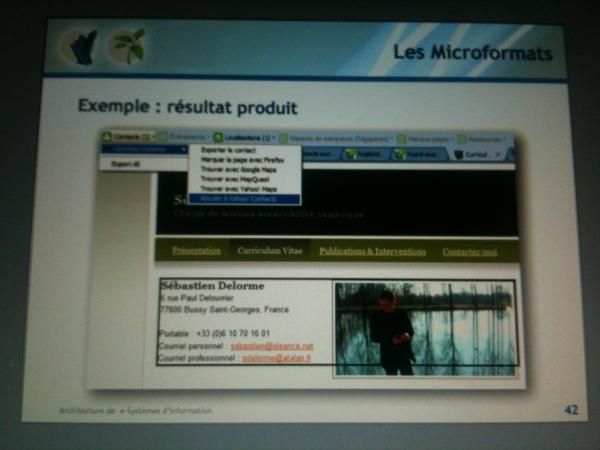 Les Microformats
Exemple : résultat produit
Contacts (1)
Évènements
Localisations (1)
Espaces de marqueurs (Tagspaces)
Marque-pages
Ressources
Export All
Exporter le contact
Marquer la page avec Firefox
Trouver avec Google Maps
Trouver avec MapQuest
Trouver avec Yahoo! Maps
Ajouter à Yahoo! Contacts
Chargé de mission accessibilité numérique
Présentation Curriculum Vitae Publications & Interventions Contactez-moi
Sébastien Delorme
6 rue Paul Delouvrier
77600 Bussy Saint-Georges, France
Portable : +33 (0)6 10 70 16 01
Courriel personnel : sebastien@ideance.net
Courriel professionnel : sdelorme@atalan.fr
Architecture de e-Systèmes d'Information
42